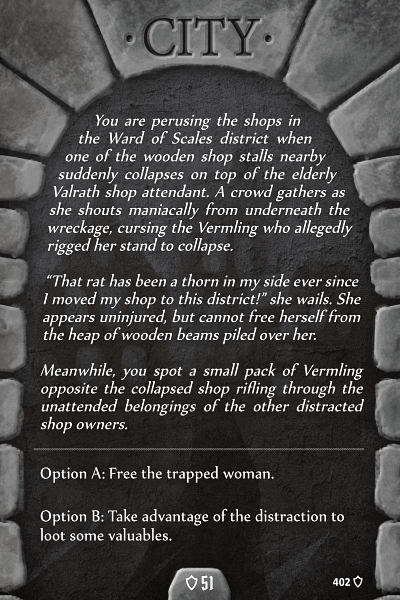 · CITY ·
You are perusing the shops in
the Ward of Scales district when
one of the wooden shop stalls nearby
suddenly collapses on top of the elderly
Valrath shop attendant. A crowd gathers as
she shouts maniacally from underneath the
wreckage, cursing the Vermling who allegedly
rigged her stand to collapse.
“That rat has been a thorn in my side ever since
I moved my shop to this district!” she wails. She
appears uninjured, but cannot free herself from
the heap of wooden beams piled over her.
Meanwhile, you spot a small pack of Vermling
opposite the collapsed shop rifling through the
unattended belongings of the other distracted
shop owners.
Option A: Free the trapped woman.
Option B: Take advantage of the distraction to
loot some valuables.
51
402